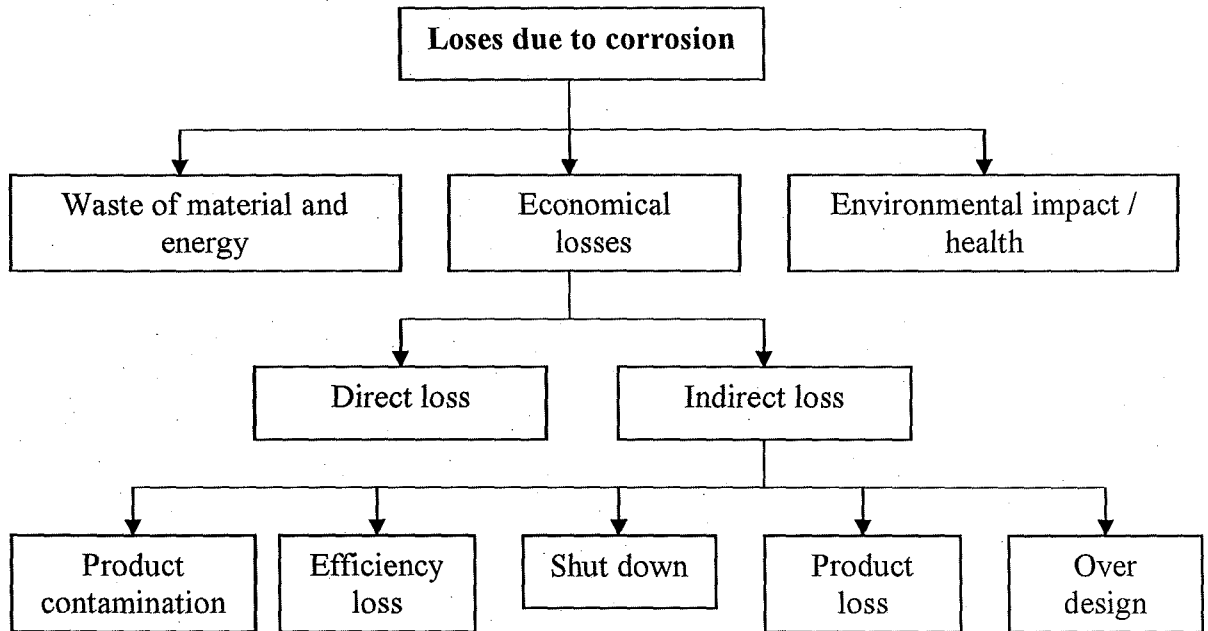 Loses due to corrosion
Waste of material and
energy
Economical
losses
Environmental impact /
health
Direct loss
Indirect loss
Product
contamination
Efficiency
loss
Shut down
Product
loss
Over
design